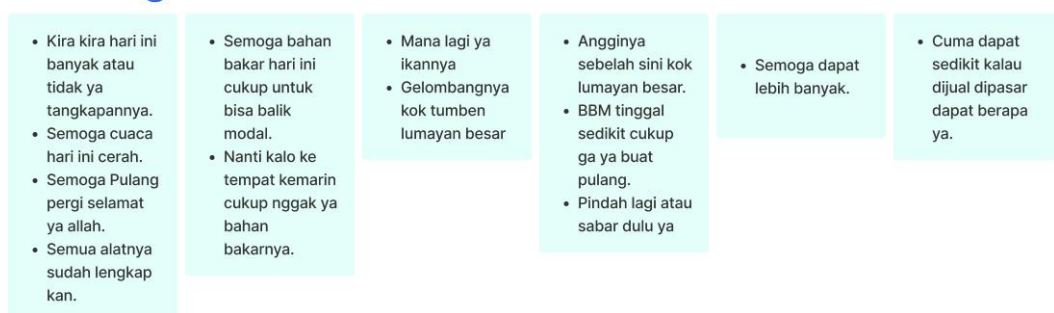 • Kira kira hari ini
banyak atau
tidak ya
tangkapannya.
• Semoga cuaca
hari ini cerah.
• Semoga Pulang
pergi selamat
ya allah.
• Semua alatnya
sudah lengkap
kan.
• Semoga bahan
bakar hari ini
cukup untuk
bisa balik
modal.
• Nanti kalo ke
tempat kemarin
cukup nggak ya
bahan
bakarnya.
• Mana lagi ya
ikannya
• Gelombangnya
kok tumben
lumayan besar
• Angginya
sebelah sini kok
lumayan besar.
• BBM tinggal
sedikit cukup
ga ya buat
pulang.
• Pindah lagi atau
sabar dulu ya
• Semoga dapat
lebih banyak.
• Cuma dapat
sedikit kalau
dijual dipasar
dapat berapa
ya.